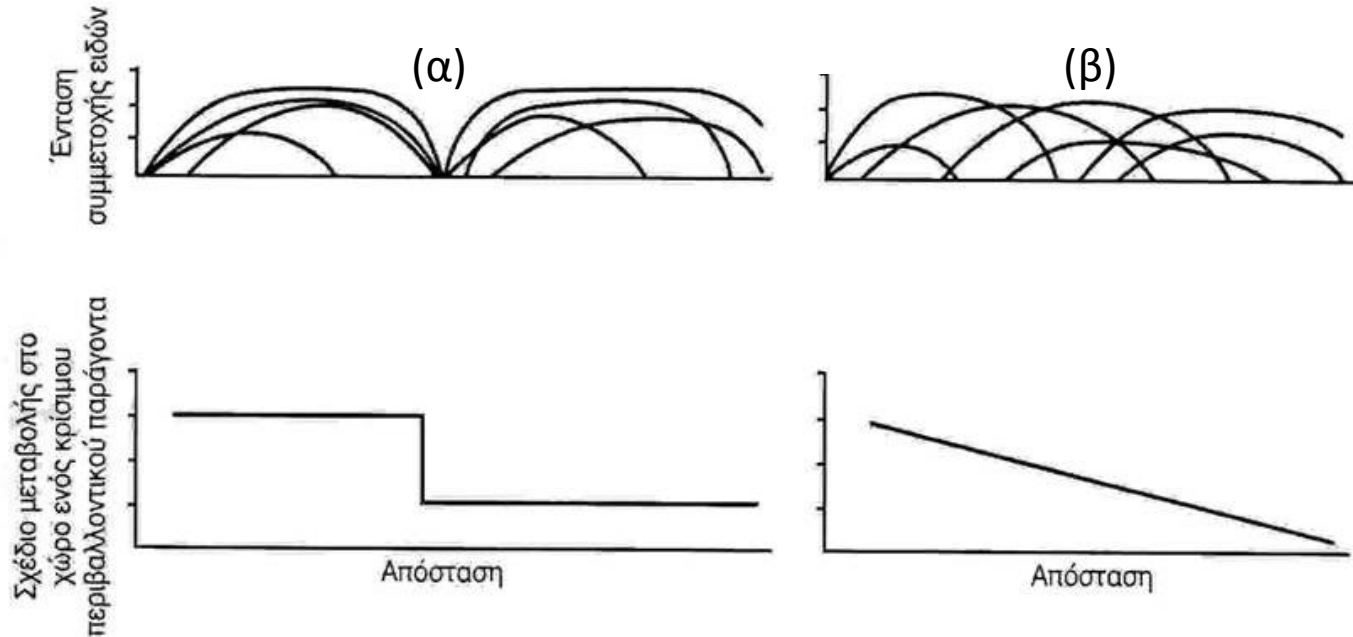 (α)
(β)
Ένταση
συμμετοχής ειδών
Σχέδιο μεταβολής στο
χώρο ενός κρίσιμου
περιβαλλοντικού παράγοντα
Απόσταση
Απόσταση